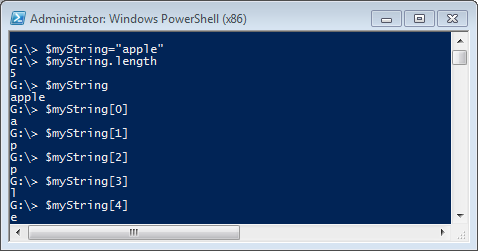 Administrator: Windows PowerShell (x86)
G:\> $myString="apple"
G:\> $myString.length
5
G:\> $myString
apple
G:\> $myString[0]
a
G:\> $myString[1]
p
G:\> $myString[2]
p
G:\> $myString[3]
l
G:\> $myString[4]
e